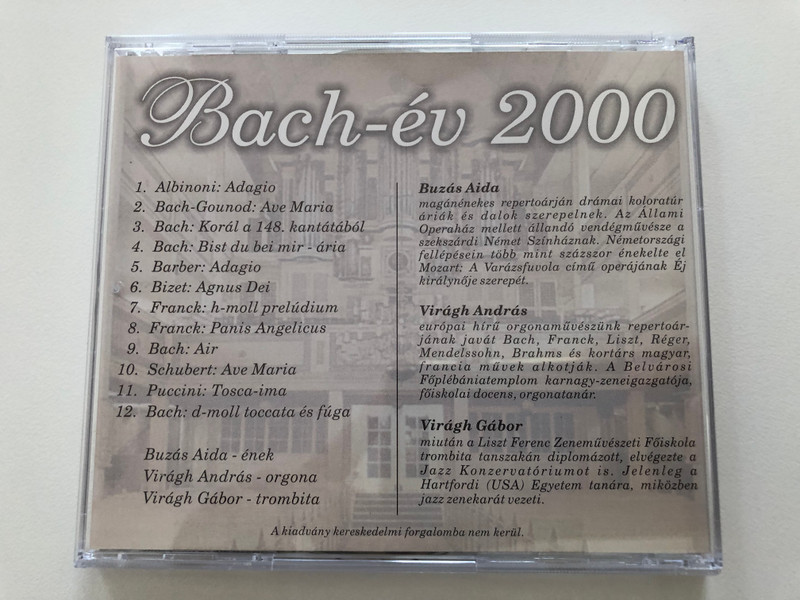 Bach-év 2000
1. Albinoni: Adagio
2. Bach-Gounod: Ave Maria
3. Bach: Korál a 148. kantátából
4. Bach: Bist du bei mir - ária
5. Barber: Adagio
6. Bizet: Agnus Dei
7. Franck: h-moll prelúdium
8. Franck: Panis Angelicus
9. Bach: Air
10. Schubert: Ave Maria
11. Puccini: Tosca-ima
12. Bach: d-moll toccata és fúga
Buzás Aida - ének
Virágh András - orgona
Virágh Gábor - trombita
Buzás Aida
magánénekes repertoárján drámai koloratúr
áriák és dalok szerepelnek. Az Állami
Operaház mellett állandó vendégművésze a
szekszárdi Német Színháznak. Németországi
fellépésein több mint százszor énekelte el
Mozart: A Varázsfuvola című operájának Éj
királynője szerepét.
Virágh András
európai hírű orgonaművészünk repertoár-
jának javát Bach, Franck, Liszt, Réger,
Mendelssohn, Brahms és kortárs magyar,
francia művek alkotják. A Belvárosi
Főplébániatemplom karnagy-zeneigazgatója,
főiskolai docens, orgonatanár.
Virágh Gábor
miután a Liszt Ferenc Zeneművészeti Főiskola
trombita tanszakán diplomázott, elvégezte a
Jazz Konzervatóriumot is. Jelenleg a
Hartfordi (USA) Egyetem tanára, miközben
jazz zenekarát vezeti.
A kiadvány kereskedelmi forgalomba nem kerül.